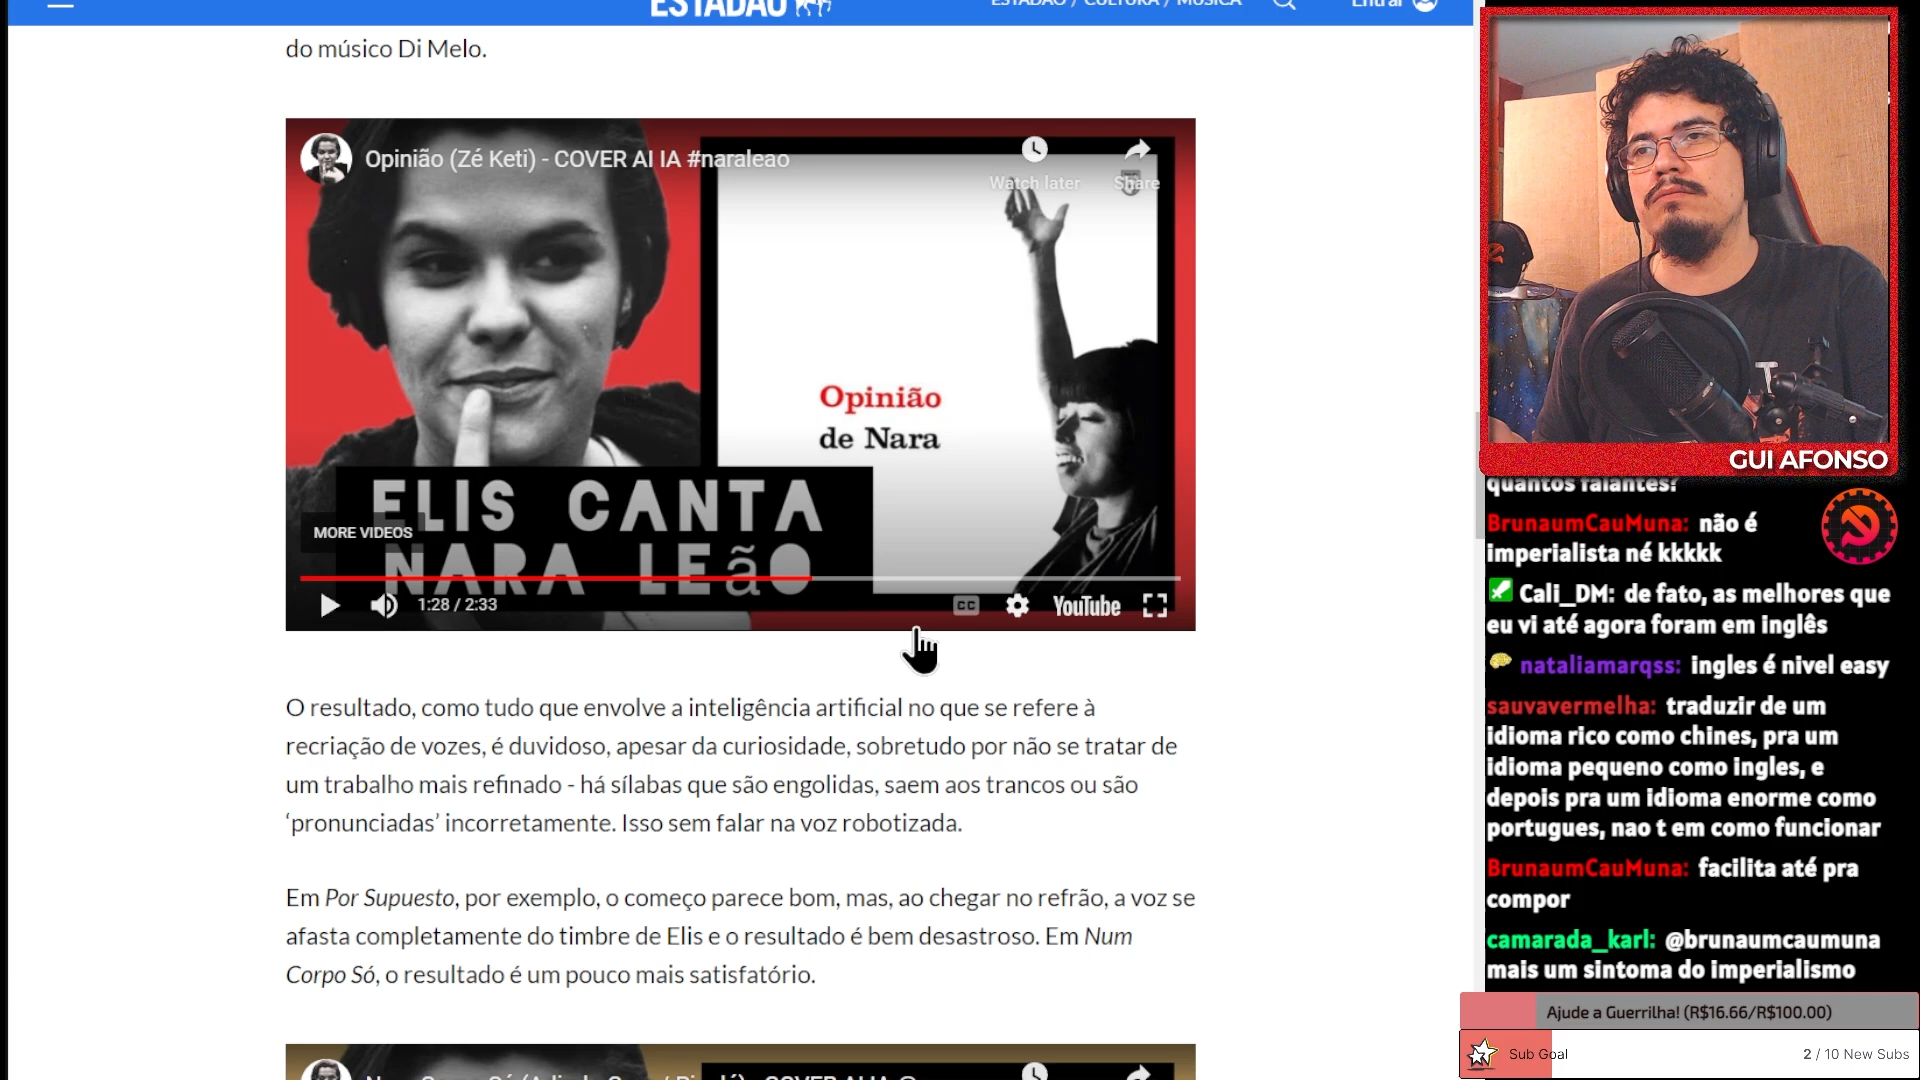 ESTADÃO
ESTADÃO / CULTURA / MÚSICA
Entrar
do músico Di Melo.
Opinião (Zé Keti) - COVER AI IA #naraleao
Watch later
Share
Opinião
de Nara
ELIS CANTA
NARA LEãO
MORE VIDEOS
1:28 / 2:33
CC
YouTube
O resultado, como tudo que envolve a inteligência artificial no que se refere à
recriação de vozes, é duvidoso, apesar da curiosidade, sobretudo por não se tratar de
um trabalho mais refinado - há sílabas que são engolidas, saem aos trancos ou são
‘pronunciadas’ incorretamente. Isso sem falar na voz robotizada.
Em Por Supuesto, por exemplo, o começo parece bom, mas, ao chegar no refrão, a voz se
afasta completamente do timbre de Elis e o resultado é bem desastroso. Em Num
Corpo Só, o resultado é um pouco mais satisfatório.
GUI AFONSO
quantos falantes?
BrunaumCauMuna: não é
imperialista né kkkkk
Cali_DM: de fato, as melhores que
eu vi até agora foram em inglês
nataliamarqss: ingles é nivel easy
sauvavermelha: traduzir de um
idioma rico como chines, pra um
idioma pequeno como ingles, e
depois pra um idioma enorme como
portugues, nao t em como funcionar
BrunaumCauMuna: facilita até pra
compor
camarada_karl: @brunaumcaumuna
mais um sintoma do imperialismo
Ajude a Guerrilha! (R$16.66/R$100.00)
Sub Goal
2 / 10 New Subs